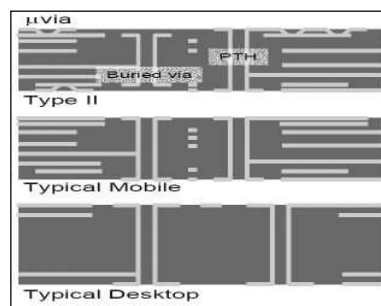 μvia
PTH
Buried via
Type II
Typical Mobile
Typical Desktop